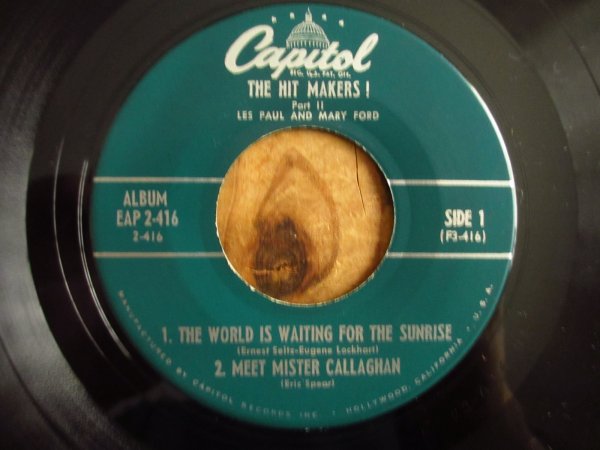 Capitol
REG. U.S. PAT. OFF.
THE HIT MAKERS!
Part II
LES PAUL AND MARY FORD
ALBUM
EAP 2-416
2-416
SIDE 1
(F3-416)
1. THE WORLD IS WAITING FOR THE SUNRISE
(Ernest Seitz-Eugene Lockhart)
2. MEET MISTER CALLAGHAN
(Eric Spear)
MANUFACTURED BY CAPITOL RECORDS INC. • HOLLYWOOD, CALIFORNIA • U.S.A.